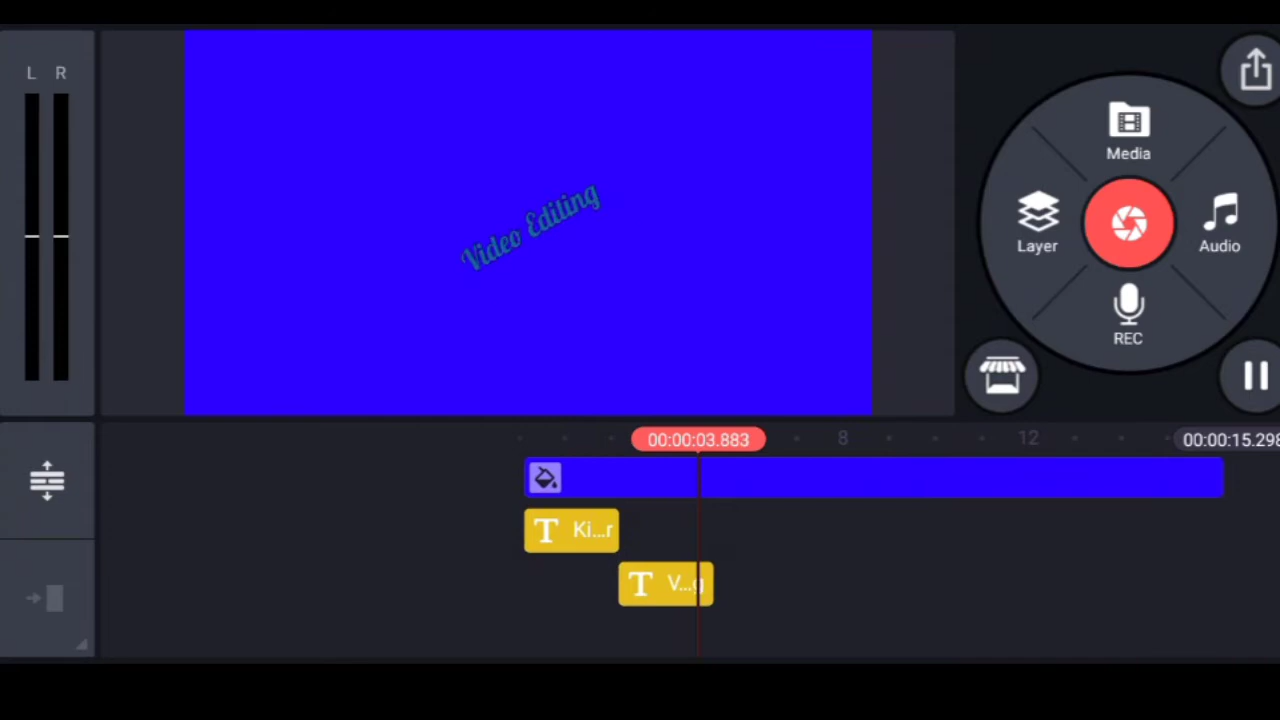 L R
Video Editing
Media
Layer
Audio
REC
00:00:03.883
8
12
00:00:15.298
T Ki...r
T V...g